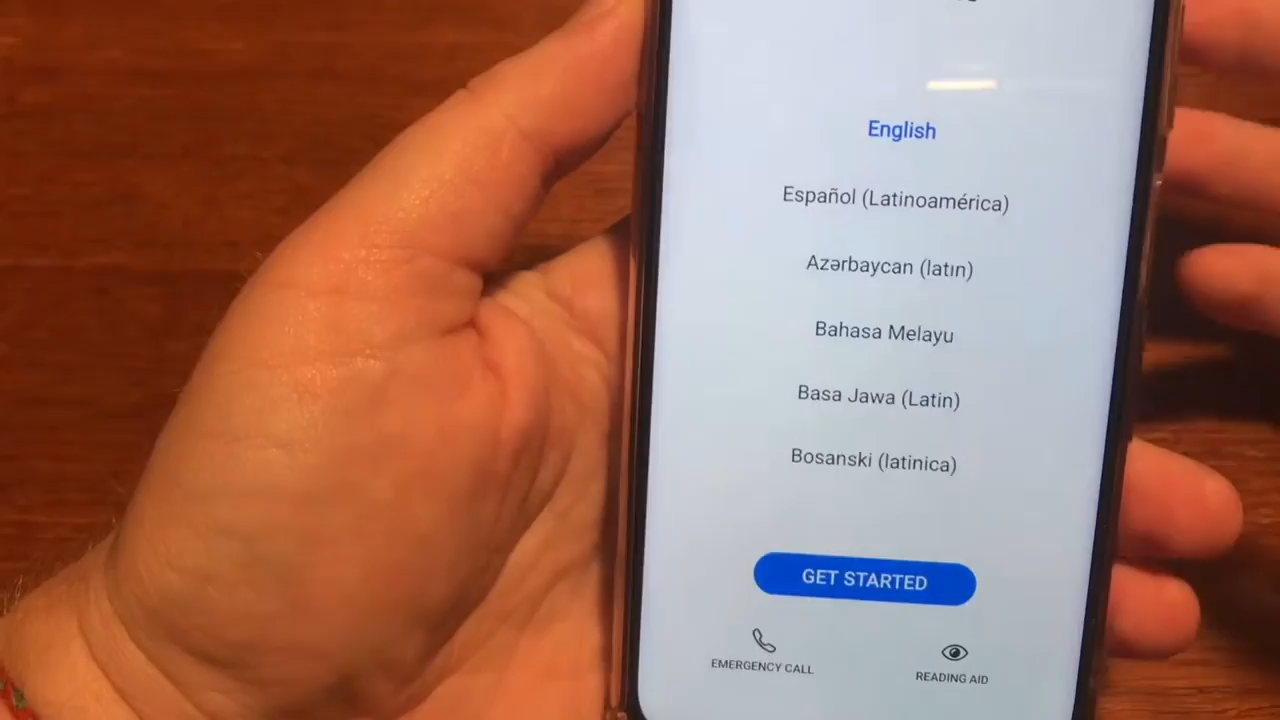 English
Español (Latinoamérica)
Azərbaycan (latın)
Bahasa Melayu
Basa Jawa (Latin)
Bosanski (latinica)
GET STARTED
EMERGENCY CALL
READING AID